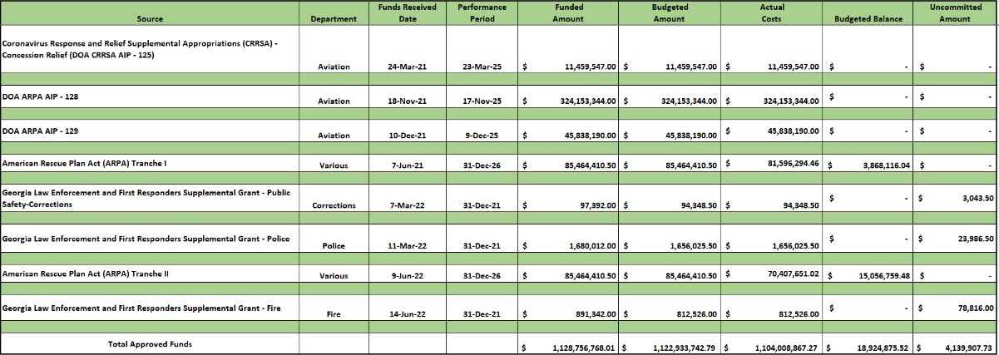 Source Department Funds Received Date Performance Period Funded Amount Budgeted Amount Actual Costs Budgeted Balance Uncommitted Amount
Coronavirus Response and Relief Supplemental Appropriations (CRRSA) -
Concession Relief (DOA CRRSA AIP - 125) Aviation 24-Mar-21 23-Mar-25 $ 11,459,547.00 $ 11,459,547.00 $ 11,459,547.00 $ - $ -
DOA ARPA AIP - 128 Aviation 18-Nov-21 17-Nov-25 $ 324,153,344.00 $ 324,153,344.00 $ 324,153,344.00 $ - $ -
DOA ARPA AIP - 129 Aviation 10-Dec-21 9-Dec-25 $ 45,838,190.00 $ 45,838,190.00 $ 45,838,190.00 $ - $ -
American Rescue Plan Act (ARPA) Tranche I Various 7-Jun-21 31-Dec-26 $ 85,464,410.50 $ 85,464,410.50 $ 81,596,294.46 $ 3,868,116.04 $ -
Georgia Law Enforcement and First Responders Supplemental Grant - Public
Safety-Corrections Corrections 7-Mar-22 31-Dec-21 $ 97,392.00 $ 94,348.50 $ 94,348.50 $ - $ 3,043.50
Georgia Law Enforcement and First Responders Supplemental Grant - Police Police 11-Mar-22 31-Dec-21 $ 1,680,012.00 $ 1,656,025.50 $ 1,656,025.50 $ - $ 23,986.50
American Rescue Plan Act (ARPA) Tranche II Various 9-Jun-22 31-Dec-26 $ 85,464,410.50 $ 85,464,410.50 $ 70,407,651.02 $ 15,056,759.48 $ -
Georgia Law Enforcement and First Responders Supplemental Grant - Fire Fire 14-Jun-22 31-Dec-21 $ 891,342.00 $ 812,526.00 $ 812,526.00 $ - $ 78,816.00
Total Approved Funds $ 1,128,756,768.01 $ 1,122,933,742.79 $ 1,104,008,867.27 $ 18,924,875.52 $ 4,139,907.73